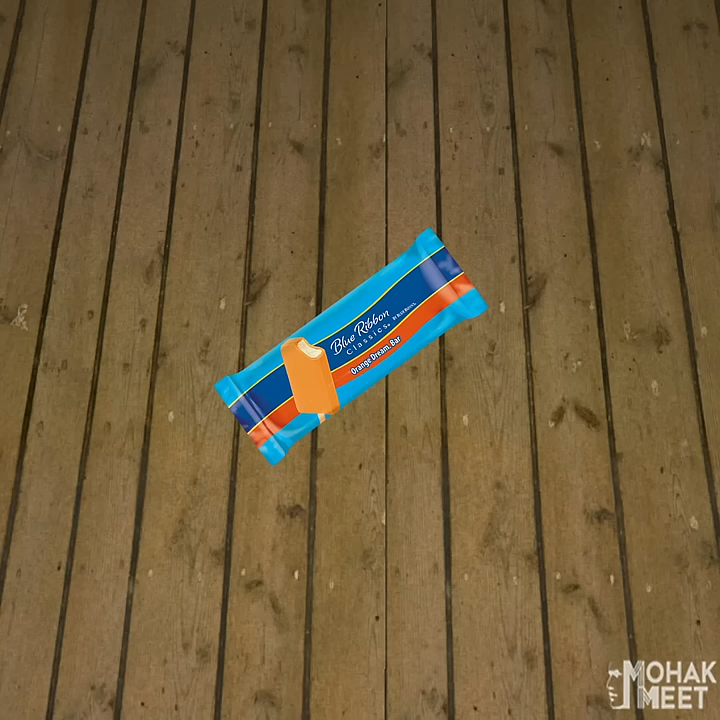 Blue Ribbon
Classics®
Orange Dream Bar
MOHAK
MEET